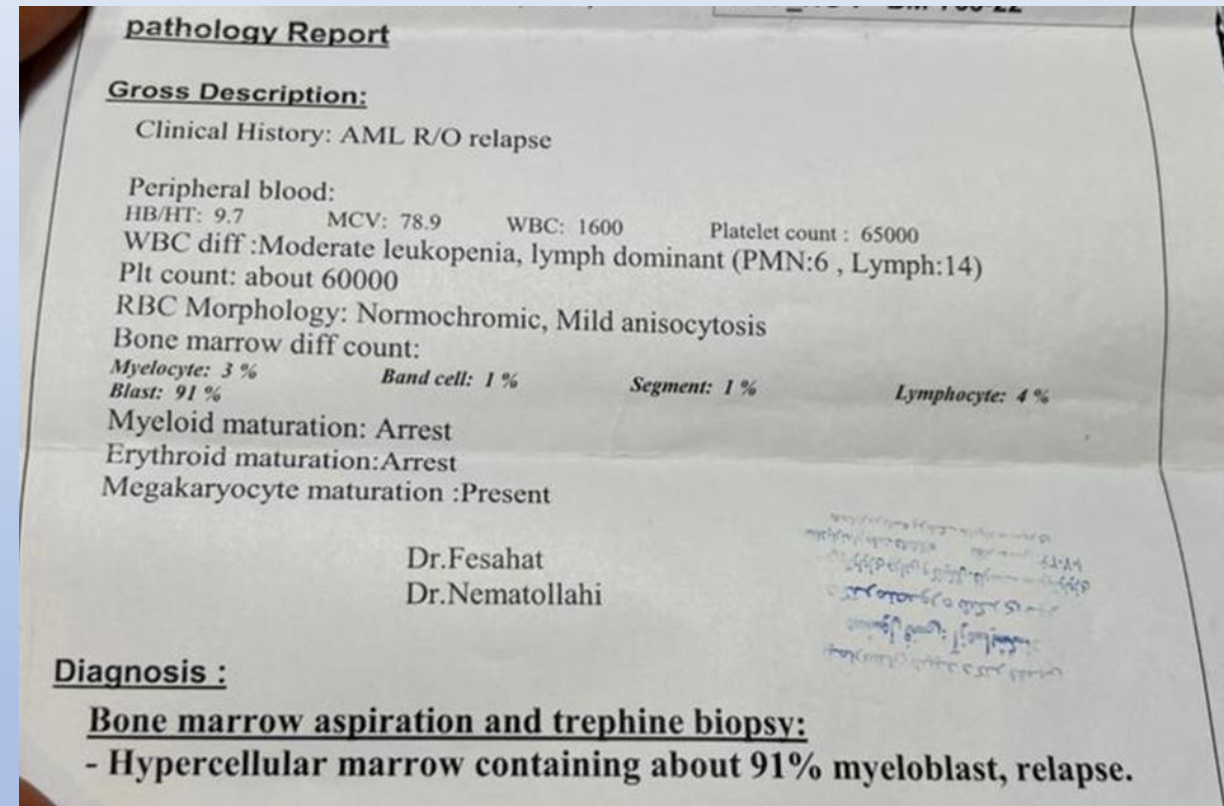 pathology Report
Gross Description:
Clinical History: AML R/O relapse
Peripheral blood:
HB/HT: 9.7 MCV: 78.9 WBC: 1600 Platelet count : 65000
WBC diff :Moderate leukopenia, lymph dominant (PMN:6 , Lymph:14)
Plt count: about 60000
RBC Morphology: Normochromic, Mild anisocytosis
Bone marrow diff count:
Myelocyte: 3 % Band cell: 1 % Segment: 1 % Lymphocyte: 4 %
Blast: 91 %
Myeloid maturation: Arrest
Erythroid maturation:Arrest
Megakaryocyte maturation :Present
Dr.Fesahat
Dr.Nematollahi
Diagnosis :
Bone marrow aspiration and trephine biopsy:
- Hypercellular marrow containing about 91% myeloblast, relapse.